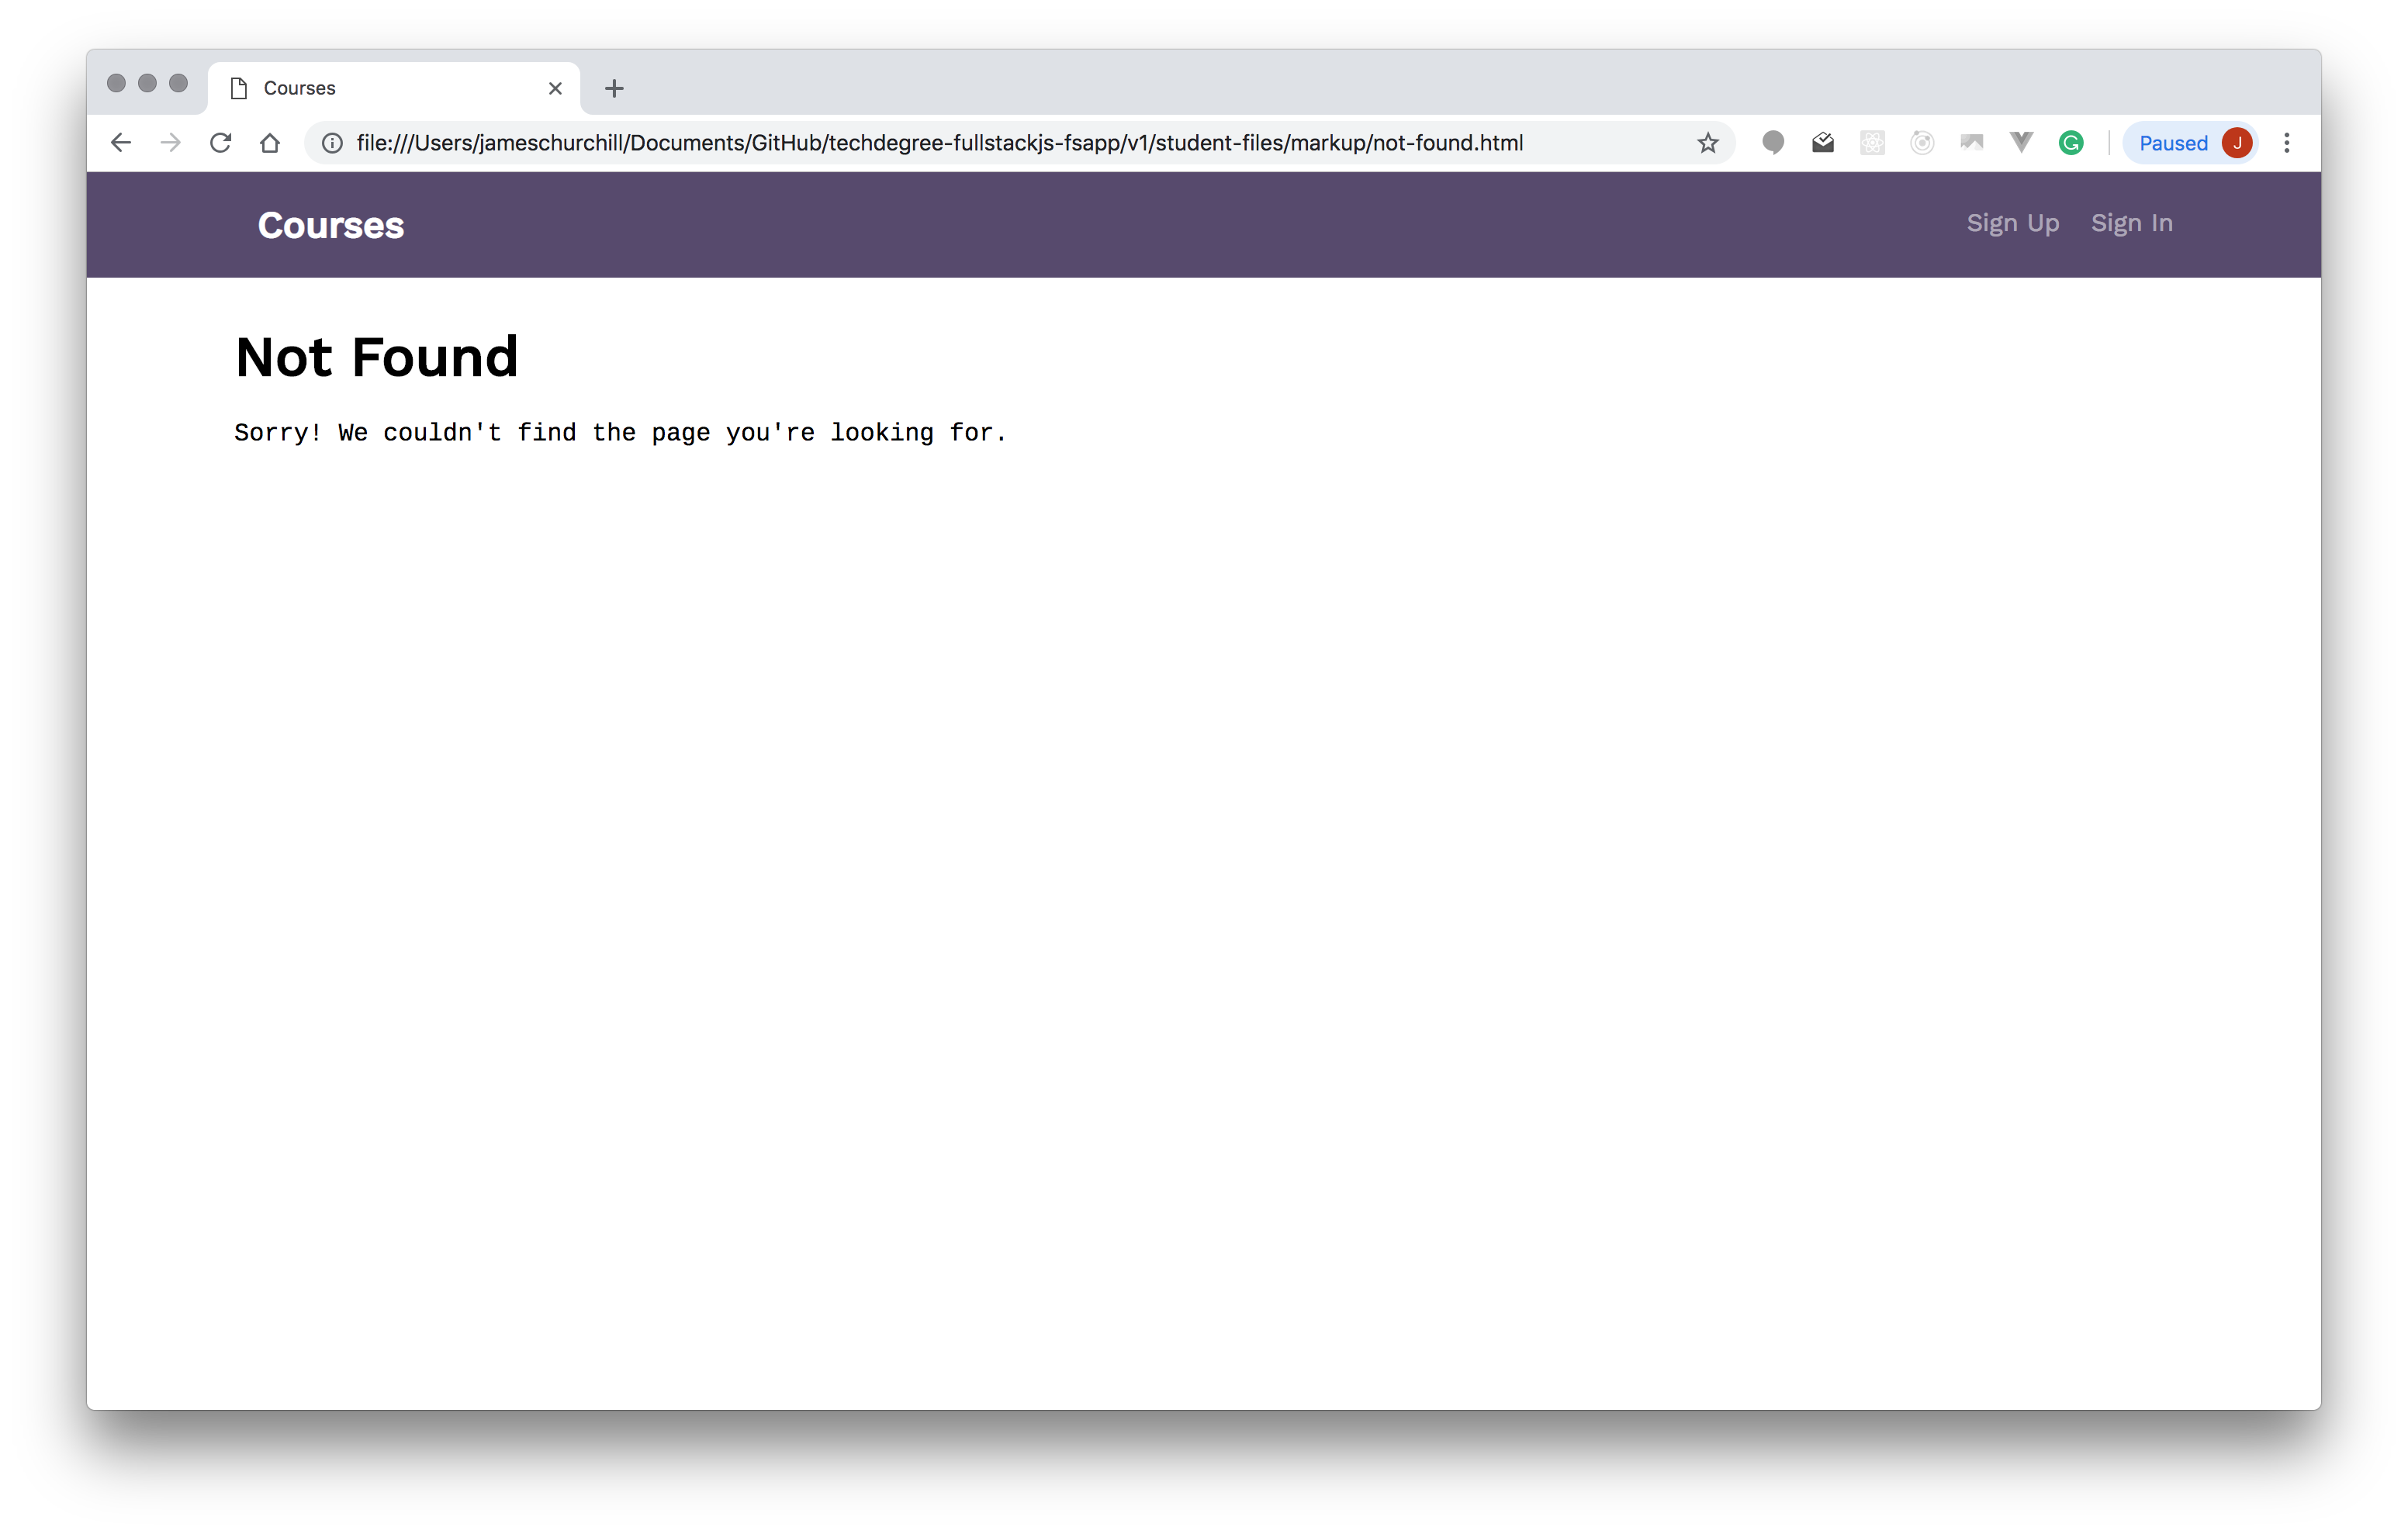 Courses
file:///Users/jameschurchill/Documents/GitHub/techdegree-fullstackjs-fsapp/v1/student-files/markup/not-found.html
Paused J
Courses
Sign Up Sign In
Not Found
Sorry! We couldn't find the page you're looking for.